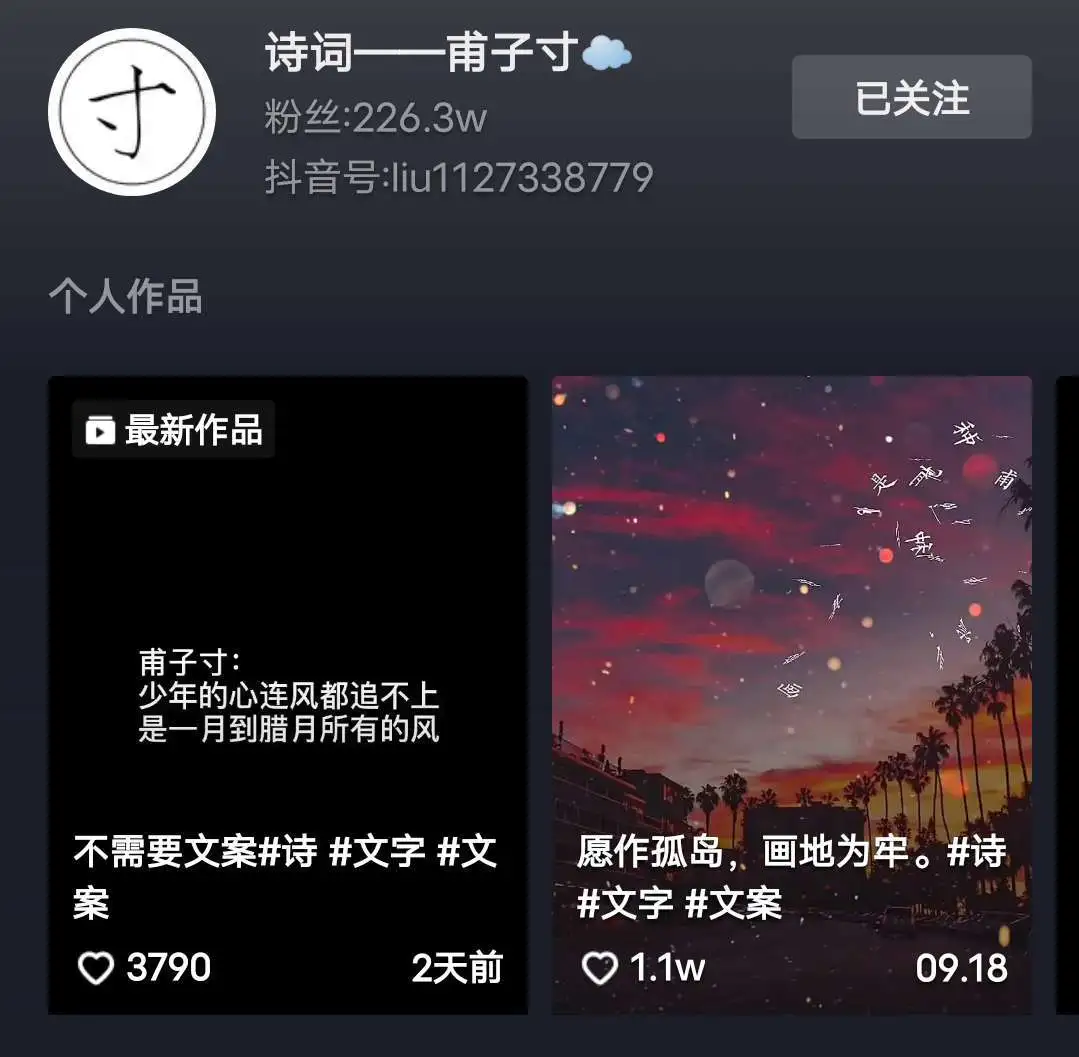 寸
诗词——甫子寸☁️
粉丝:226.3w
抖音号:liu1127338779
已关注
个人作品
最新作品
甫子寸：
少年的心连风都追不上
是一月到腊月所有的风
不需要文案#诗 #文字 #文
案
3790
2天前
种
是
甫
画
愿作孤岛，画地为牢。#诗
#文字 #文案
1.1w
09.18